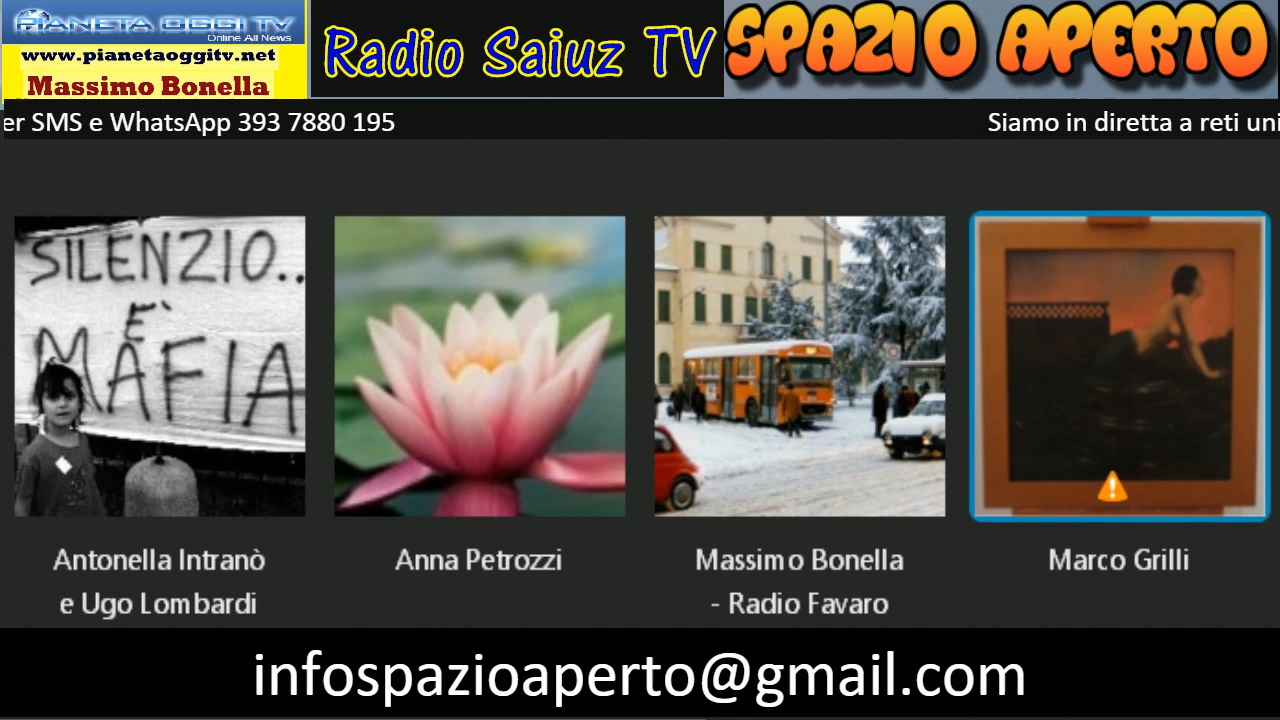 PIANETA OGGI TV
Online All News
www.pianetaoggitv.net
Massimo Bonella
Radio Saiuz TV
SPAZIO APERTO
er SMS e WhatsApp 393 7880 195
Siamo in diretta a reti uni
SILENZIO..
E'
MAFIA
Antonella Intranò
e Ugo Lombardi
Anna Petrozzi
Massimo Bonella
- Radio Favaro
Marco Grilli
infospazioaperto@gmail.com